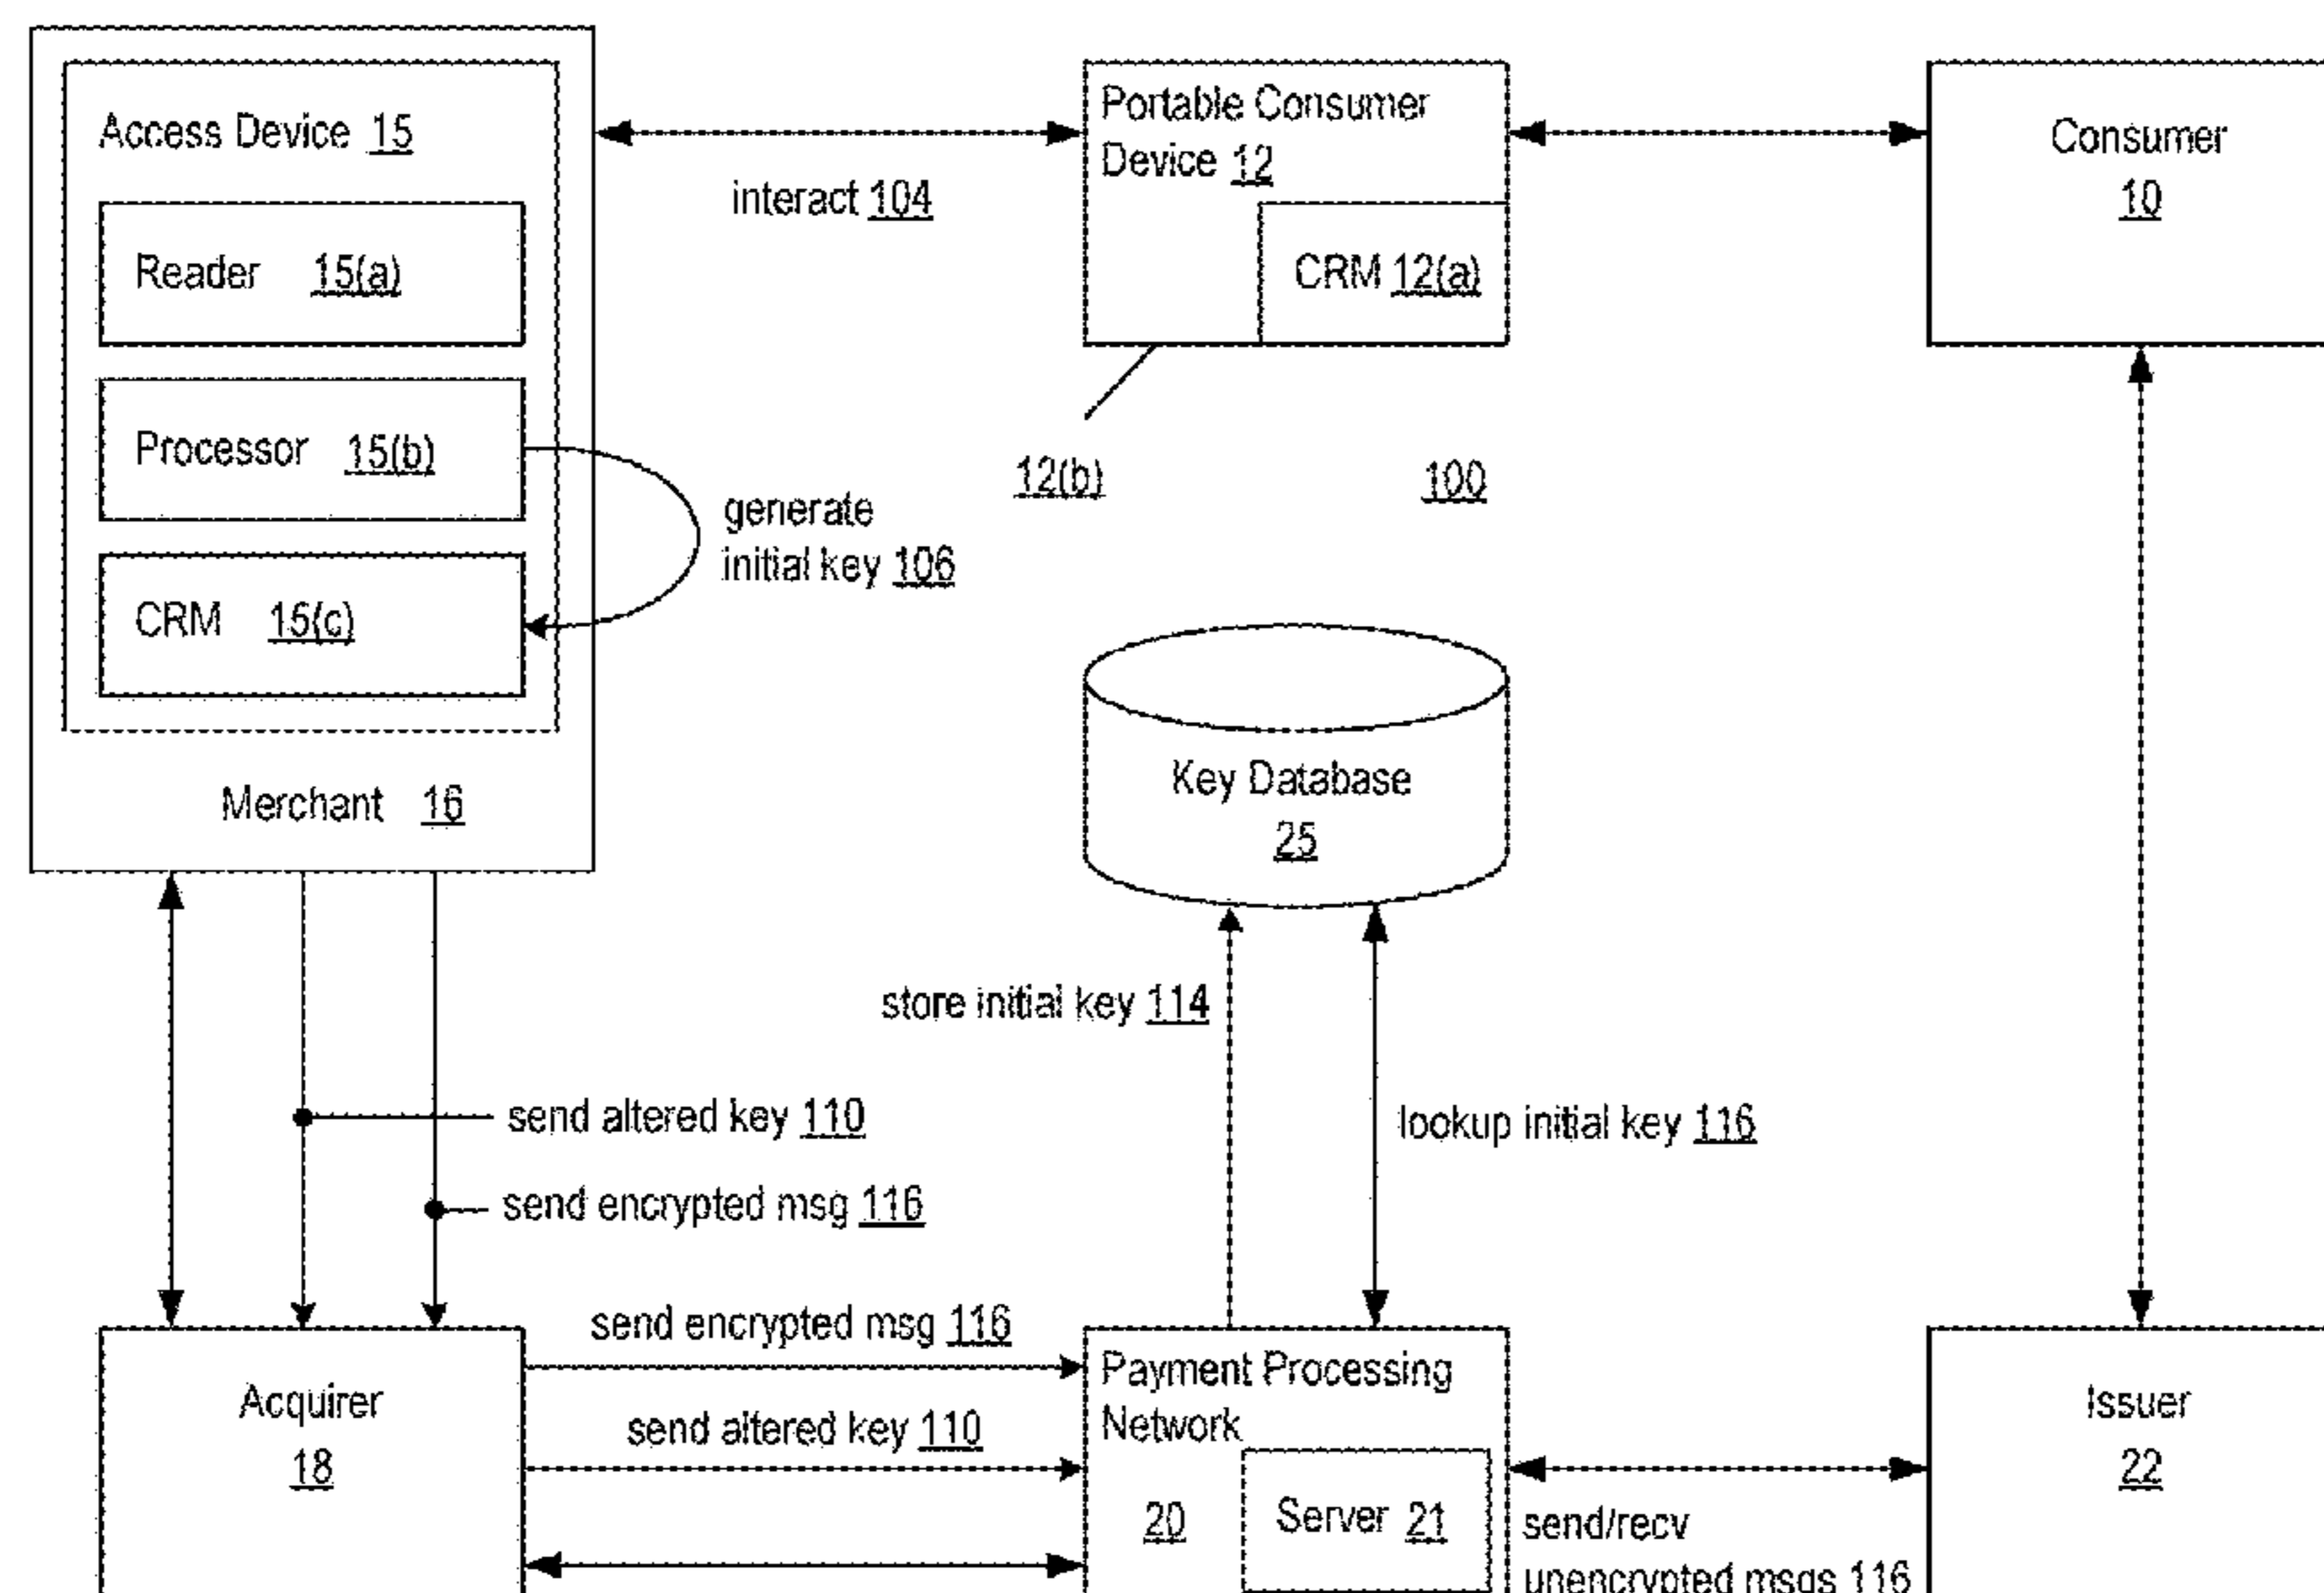 Access Device 15
Reader 15(a)
Processor 15(b)
CRM 15(c)
Merchant 16
generate
initial key 106
interact 104
Portable Consumer
Device 12
CRM 12(a)
12(b)
100
Consumer
10
Key Database
25
store initial key 114
lookup initial key 116
send altered key 110
send encrypted msg 116
send encrypted msg 116
send altered key 110
Acquirer
18
Payment Processing
Network
20
Server 21
send/recv
unencrypted msgs 116
Issuer
22